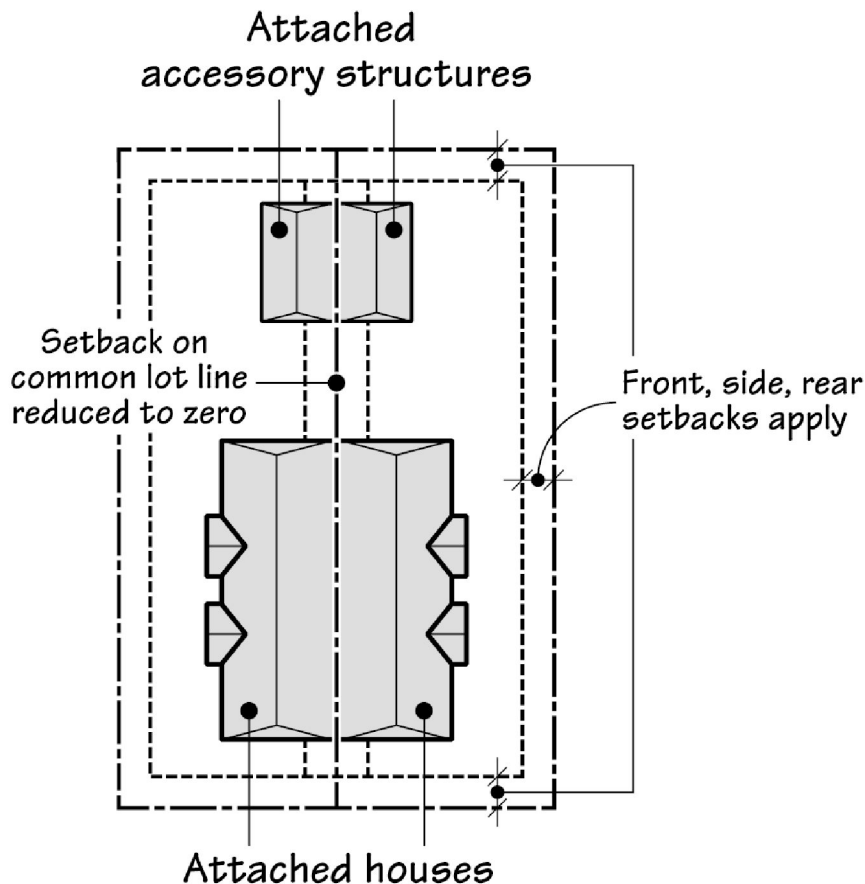 Attached
accessory structures
Setback on
common lot line
reduced to zero
Front, side, rear
setbacks apply
Attached houses